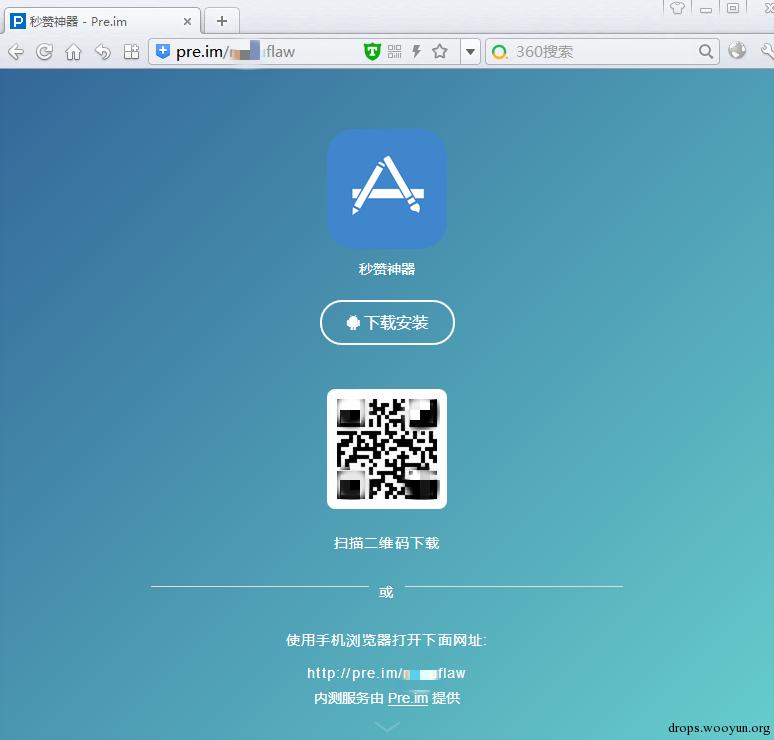 秒赞神器 - Pre.im
pre.im/ flaw
360搜索
秒赞神器
下载安装
扫描二维码下载
或
使用手机浏览器打开下面网址:
http://pre.im/ flaw
内测服务由 Pre.im 提供
drops.wooyun.org